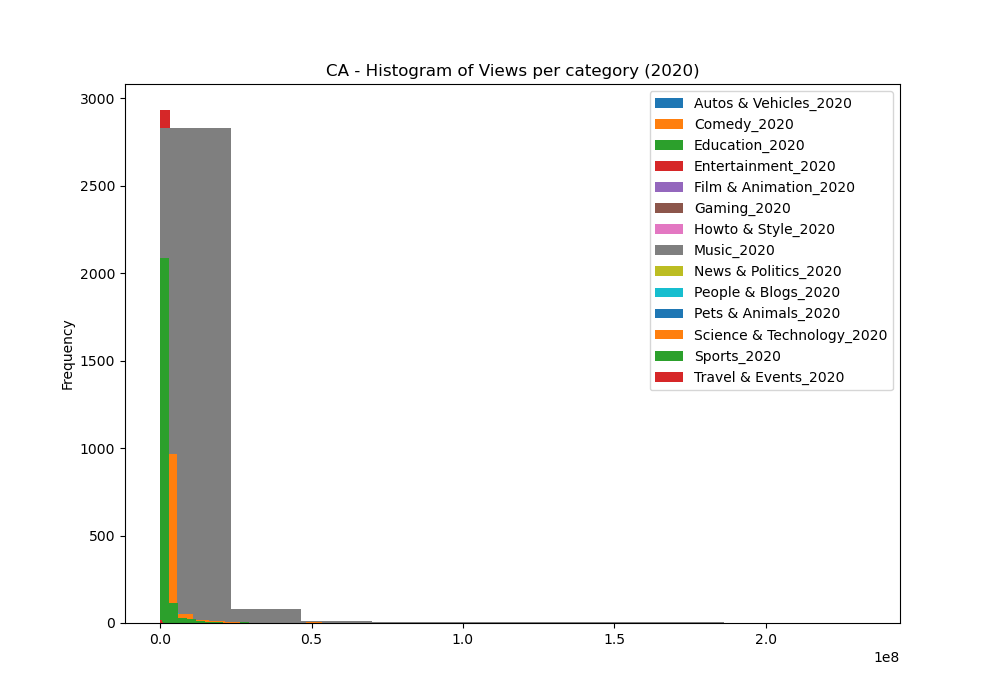 CA - Histogram of Views per category (2020)
3000
2500
2000
1500
1000
500
0
Frequency
0.0
0.5
1.0
1.5
2.0
1e8
Autos & Vehicles_2020
Comedy_2020
Education_2020
Entertainment_2020
Film & Animation_2020
Gaming_2020
Howto & Style_2020
Music_2020
News & Politics_2020
People & Blogs_2020
Pets & Animals_2020
Science & Technology_2020
Sports_2020
Travel & Events_2020